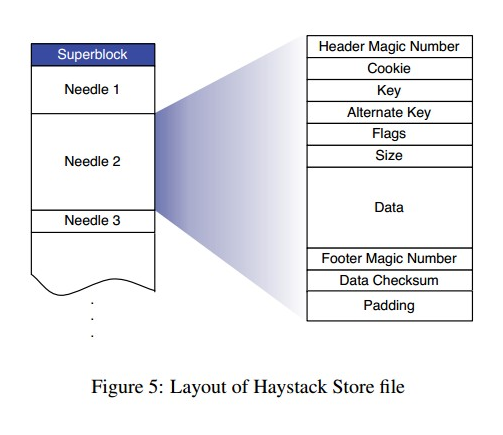 Superblock
Needle 1
Needle 2
Needle 3
.
.
.
Header Magic Number
Cookie
Key
Alternate Key
Flags
Size
Data
Footer Magic Number
Data Checksum
Padding
Figure 5: Layout of Haystack Store file